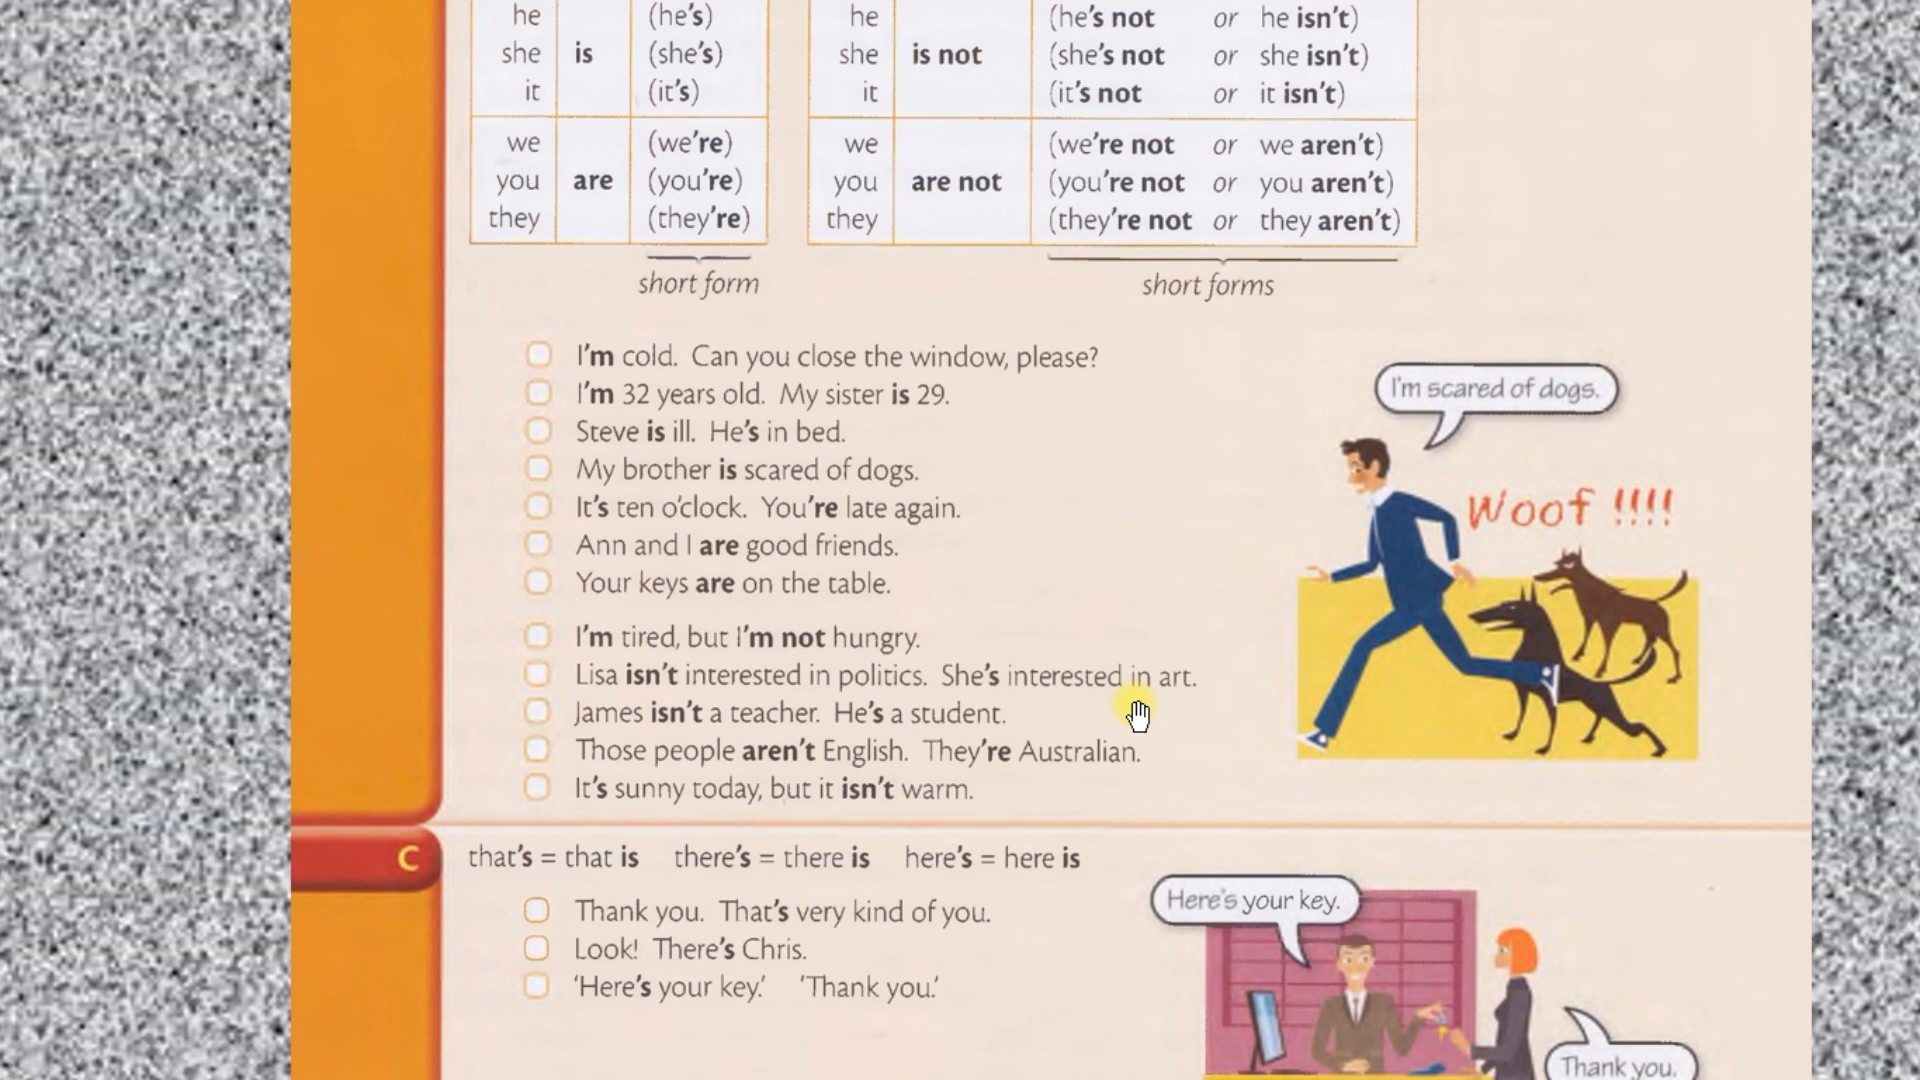 he (he's) he (he's not or he isn't)
she is (she's) she is not (she's not or she isn't)
it (it's) it (it's not or it isn't)
we (we're) we (we're not or we aren't)
you are (you're) you are not (you're not or you aren't)
they (they're) they (they're not or they aren't)
short form short forms
I'm cold. Can you close the window, please?
I'm 32 years old. My sister is 29.
Steve is ill. He's in bed.
My brother is scared of dogs.
It's ten o'clock. You're late again.
Ann and I are good friends.
Your keys are on the table.
I'm scared of dogs.
Woof !!!!
I'm tired, but I'm not hungry.
Lisa isn't interested in politics. She's interested in art.
James isn't a teacher. He's a student.
Those people aren't English. They're Australian.
It's sunny today, but it isn't warm.
C
that's = that is there's = there is here's = here is
Thank you. That's very kind of you.
Look! There's Chris.
'Here's your key.' 'Thank you.'
Here's your key.
Thank you.